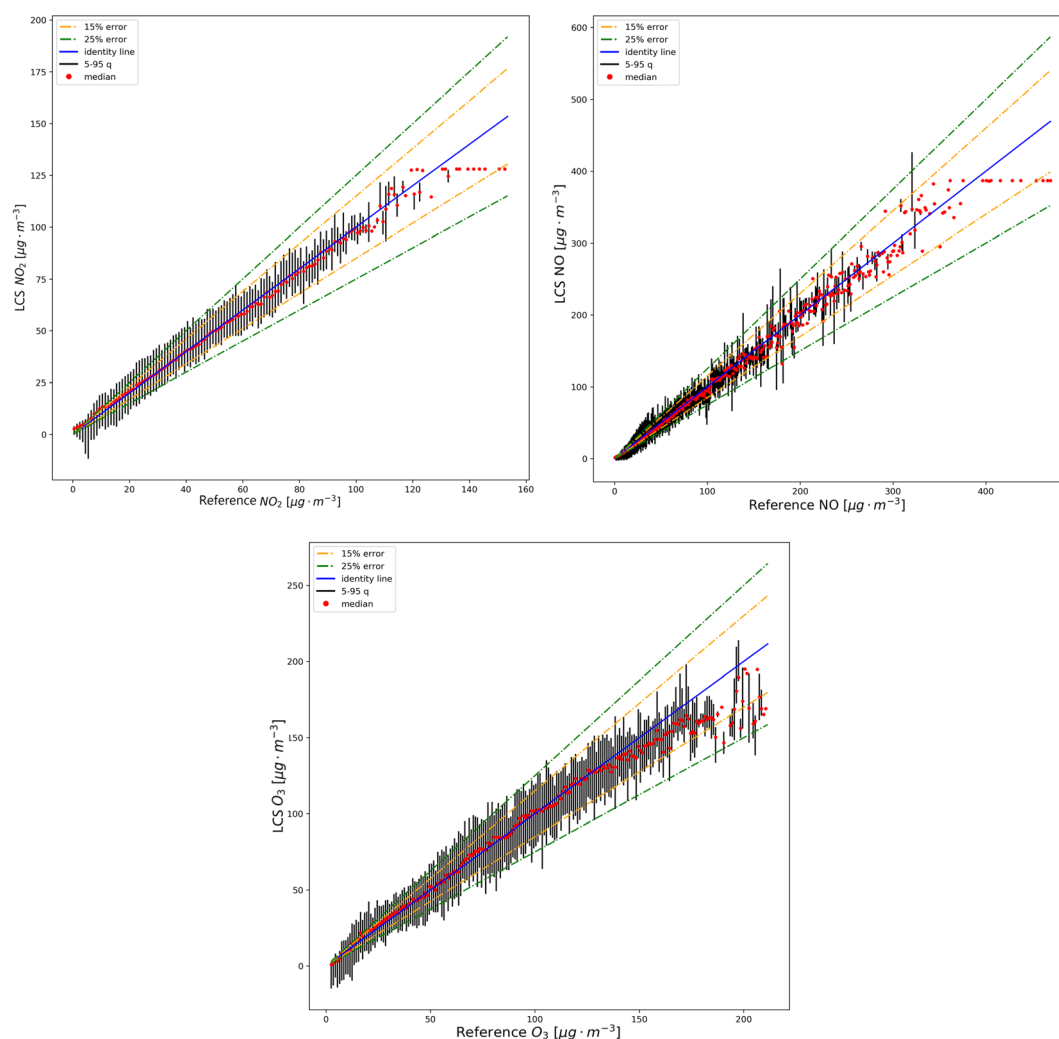 200
175
150
125
100
75
50
25
0
LCS NO₂ [μg · m⁻³]
15% error
25% error
identity line
5-95 q
median
0 20 40 60 80 100 120 140 160
Reference NO₂ [μg · m⁻³]
600
500
400
300
200
100
0
LCS NO [μg · m⁻³]
15% error
25% error
identity line
5-95 q
median
0 100 200 300 400
Reference NO [μg · m⁻³]
250
200
150
100
50
0
LCS O₃ [μg · m⁻³]
15% error
25% error
identity line
5-95 q
median
0 50 100 150 200
Reference O₃ [μg · m⁻³]